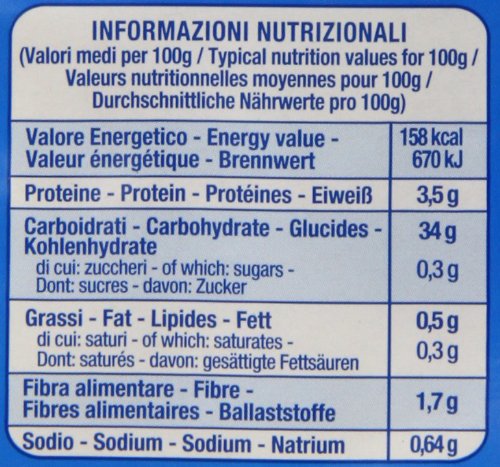 INFORMAZIONI NUTRIZIONALI
(Valori medi per 100g / Typical nutrition values for 100g /
Valeurs nutritionnelles moyennes pour 100g /
Durchschnittliche Nährwerte pro 100g)
Valore Energetico - Energy value - 158 kcal
Valeur énergétique - Brennwert 670 kJ
Proteine - Protein - Protéines - Eiweiß 3,5 g
Carboidrati - Carbohydrate - Glucides - 34 g
Kohlenhydrate
di cui: zuccheri - of which: sugars - 0,3 g
Dont: sucres - davon: Zucker
Grassi - Fat - Lipides - Fett 0,5 g
di cui: saturi - of which: saturates - 0,3 g
Dont: saturés - davon: gesättigte Fettsäuren
Fibra alimentare - Fibre - 1,7 g
Fibres alimentaires - Ballaststoffe
Sodio - Sodium - Sodium - Natrium 0,64 g